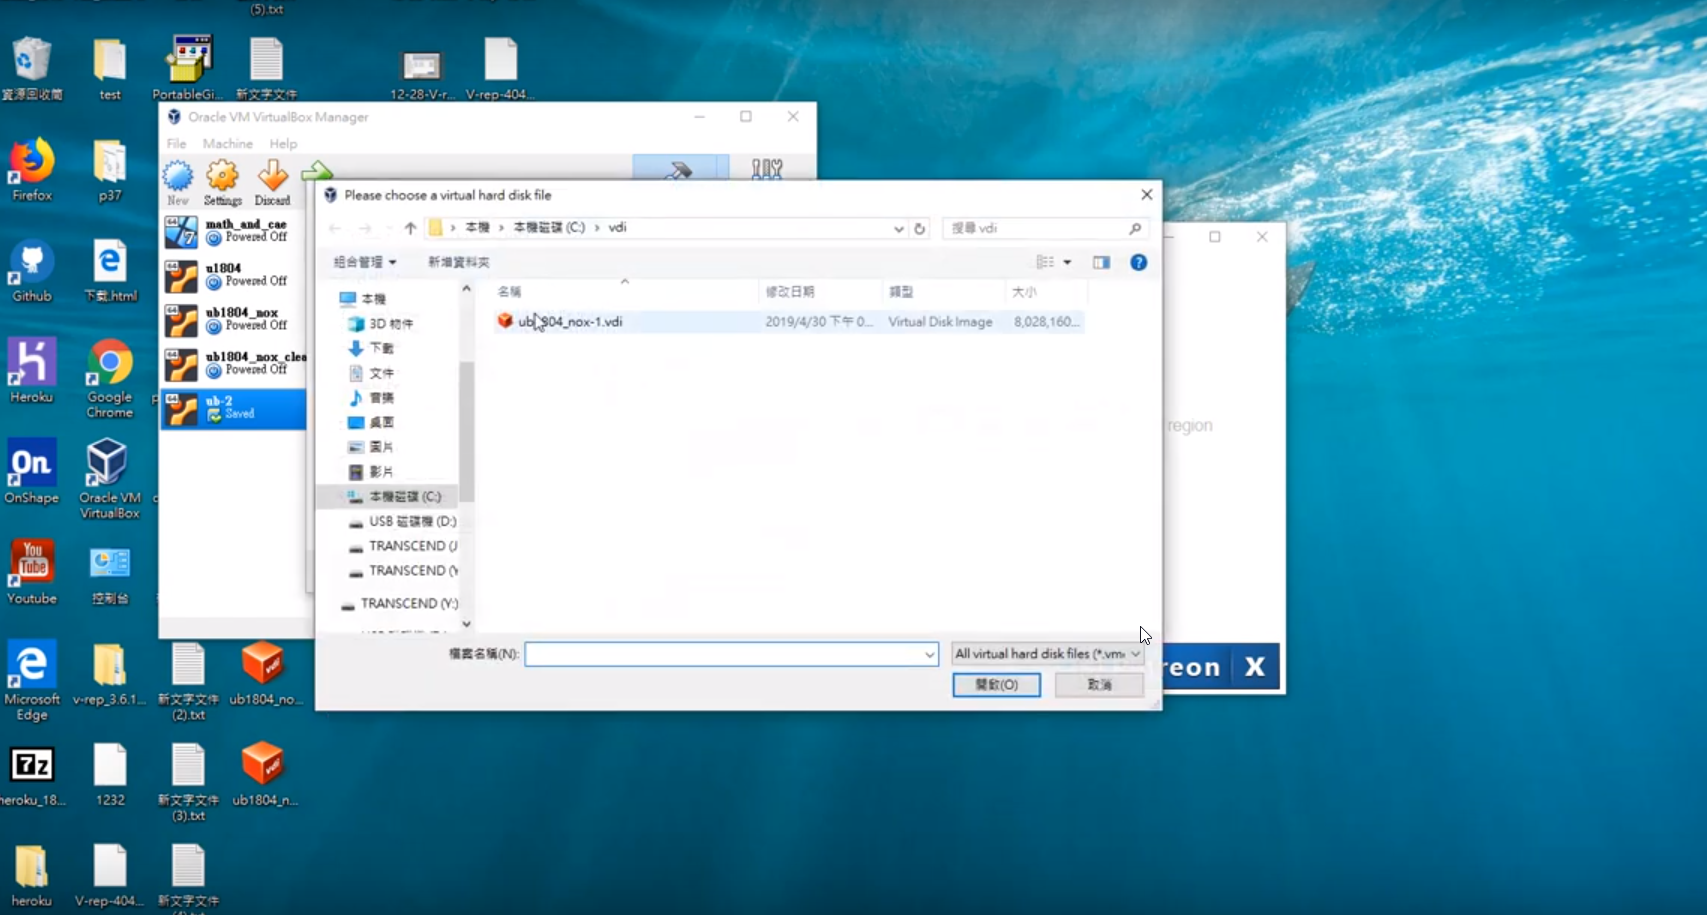 (5).txt
資源回收筒
test
PortableGi...
新文字文件
12-28-V-r...
V-rep-404...
Oracle VM VirtualBox Manager
File Machine Help
New Settings Discard
Firefox
p37
Github
下載.html
Heroku
Google
Chrome
OnShape
Oracle VM
VirtualBox
You
Tube
Youtube
控制台
Microsoft
Edge
v-rep_3.6.1...
新文字文件
(2).txt
ub1804_no...
7z
heroku_18...
1232
新文字文件
(3).txt
ub1804_n...
heroku
V-rep-404...
新文字文件
64 math_and_cae
Powered Off
64 u1804
Powered Off
64 ub1804_nox
Powered Off
64 ub1804_nox_clea
Powered Off
64 ub-2
Saved
Please choose a virtual hard disk file
本機 › 本機磁碟 (C:) › vdi
搜尋 vdi
組合管理
新增資料夾
本機
3D 物件
下載
文件
音樂
桌面
圖片
影片
本機磁碟 (C:)
USB 磁碟機 (D:)
TRANSCEND (J
TRANSCEND (Y
TRANSCEND (Y:)
名稱 修改日期 類型 大小
ub1804_nox-1.vdi 2019/4/30 下午 0... Virtual Disk Image 8,028,160...
檔案名稱(N):
All virtual hard disk files (*.vm
開啟(O)
取消
region
reon X